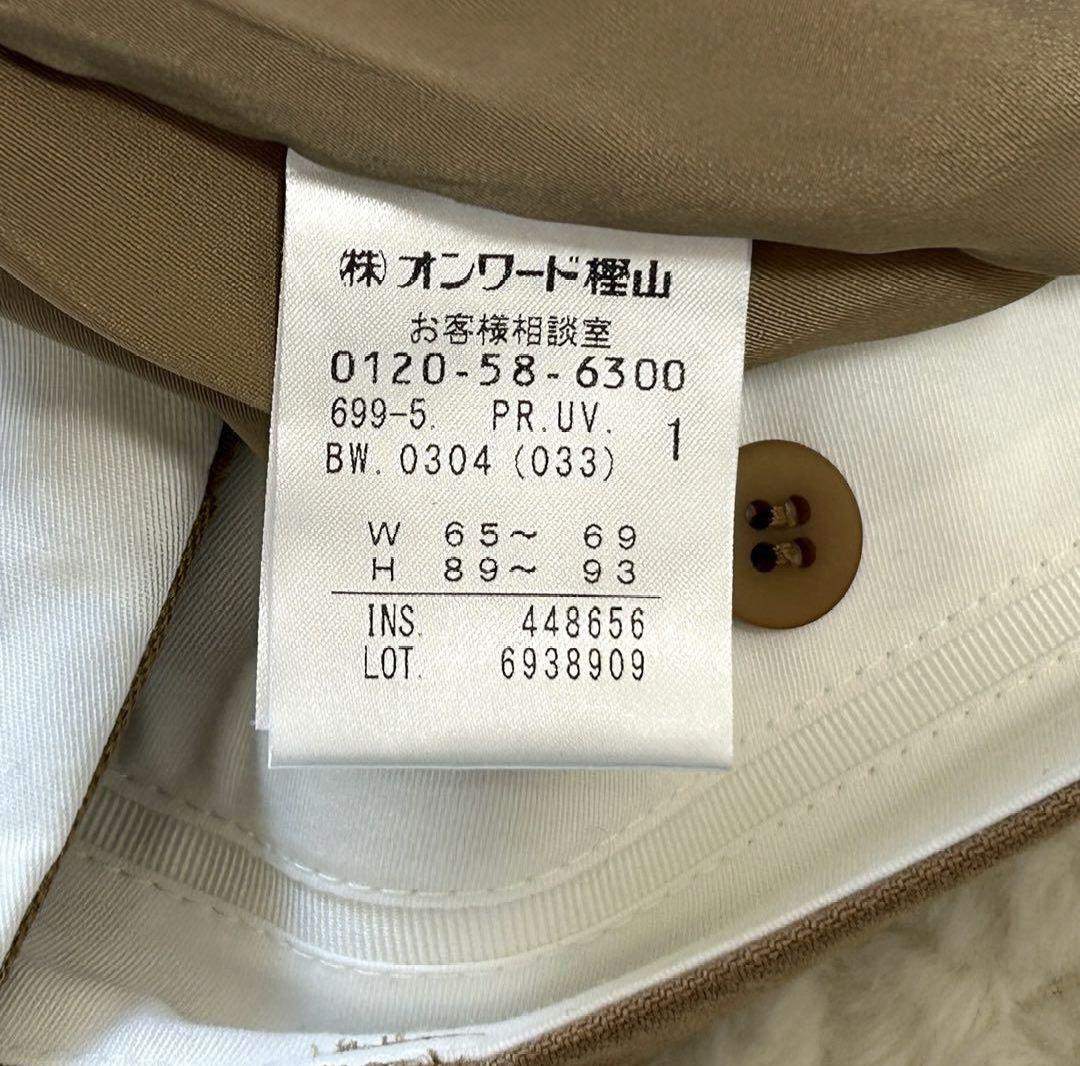 (株)オンワード樫山
お客様相談室
0120-58-6300
699-5. PR.UV. 1
BW. 0304 (033)
W 65～ 69
H 89～ 93
INS. 448656
LOT. 6938909